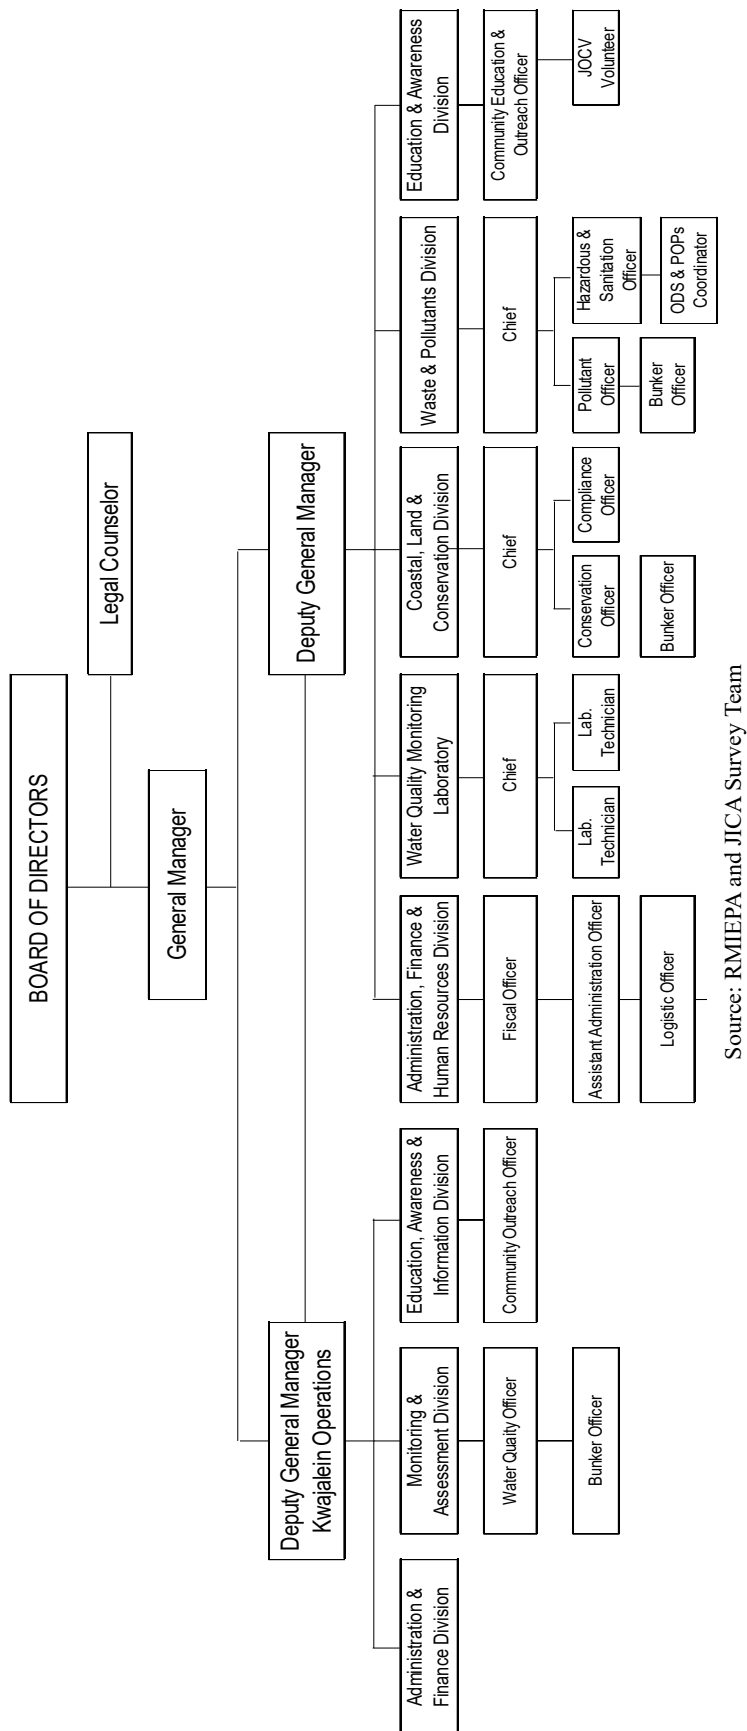 BOARD OF DIRECTORS
Legal Counselor
General Manager
Deputy General Manager
Kwajalein Operations
Deputy General Manager
Administration &
Finance Division
Monitoring &
Assessment Division
Education, Awareness &
Information Division
Administration, Finance &
Human Resources Division
Water Quality Monitoring
Laboratory
Coastal, Land &
Conservation Division
Waste & Pollutants Division
Education & Awareness
Division
Water Quality Officer
Community Outreach Officer
Fiscal Officer
Chief
Chief
Chief
Community Education &
Outreach Officer
Bunker Officer
Assistant Administration Officer
Lab.
Technician
Lab.
Technician
Conservation
Officer
Compliance
Officer
Pollutant
Officer
Hazardous &
Sanitation
Officer
JOCV
Volunteer
Logistic Officer
Bunker Officer
Bunker
Officer
ODS & POPs
Coordinator
Source: RMIEPA and JICA Survey Team